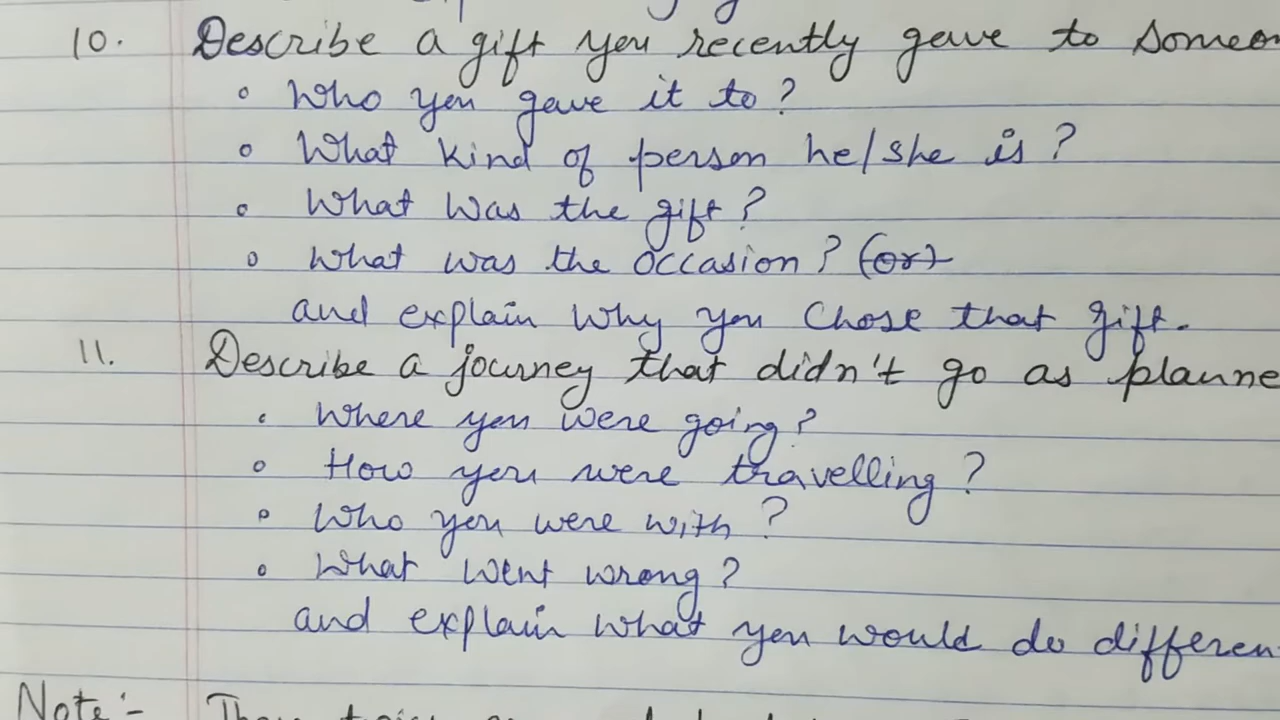 10. Describe a gift you recently gave to Someon
◦ Who you gave it to?
◦ What kind of person he/she is?
◦ What was the gift?
◦ What was the occasion? (or)
and explain why you chose that gift.
11. Describe a journey that didn't go as planne
◦ Where you were going?
◦ How you were travelling?
◦ Who you were with?
◦ What went wrong?
and explain what you would do differen
Note:-